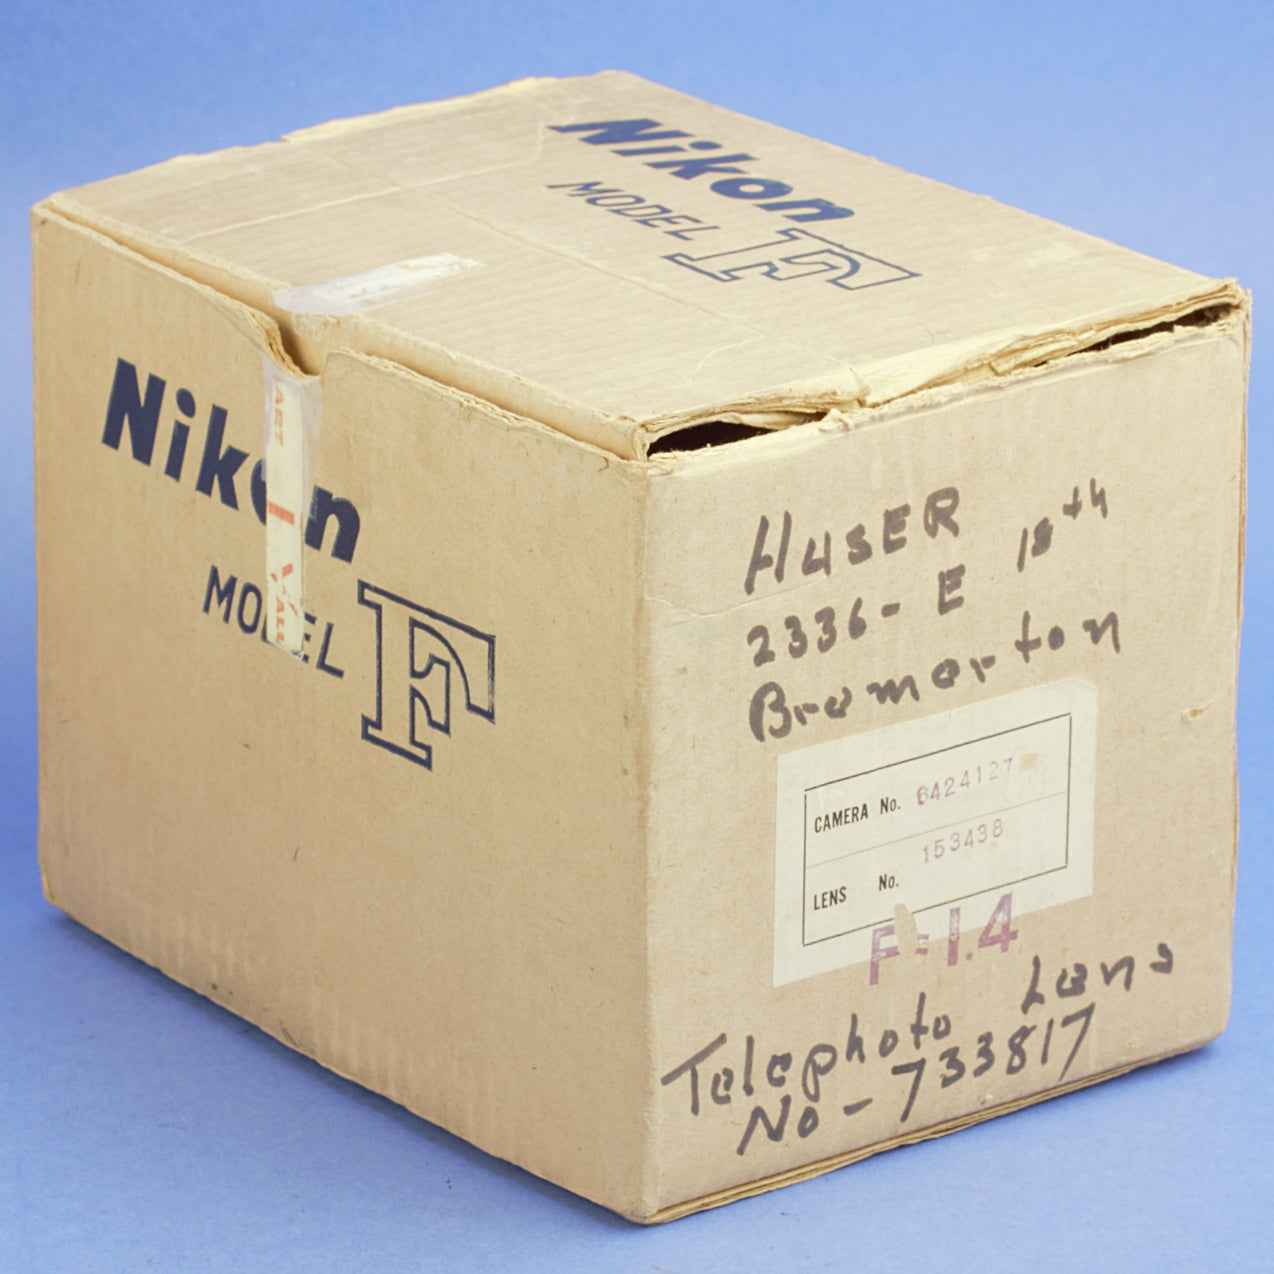 Nikon
MODEL F
Nikon
MODEL F
HUSER
2336- E 18th
Bremerton
CAMERA No. 6424127
LENS No. 153438
F=1.4
Telephoto Lens
No- 733817